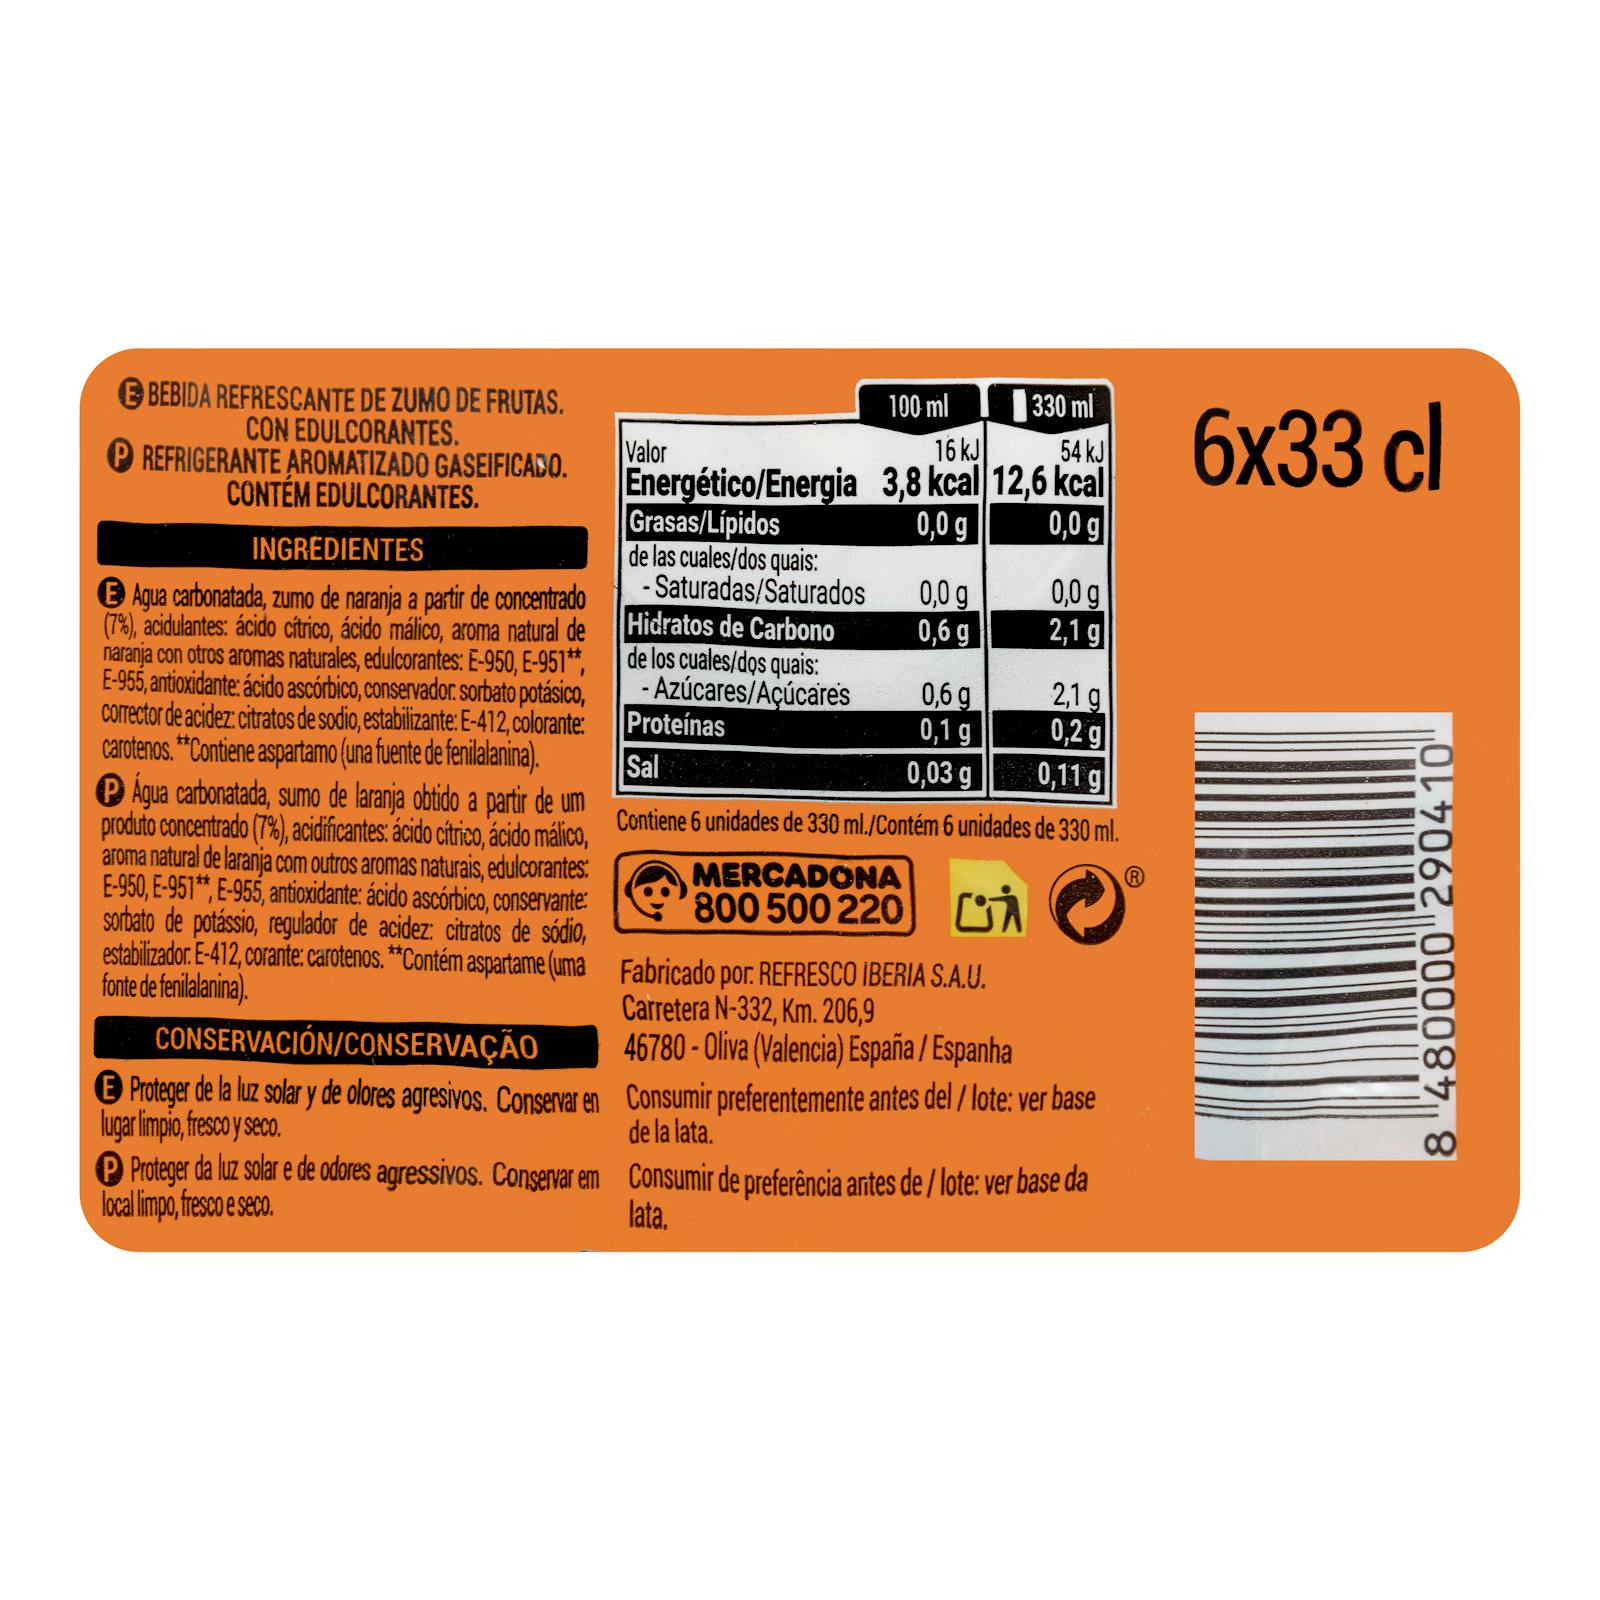 E BEBIDA REFRESCANTE DE ZUMO DE FRUTAS.
CON EDULCORANTES.
P REFRIGERANTE AROMATIZADO GASEIFICADO.
CONTÉM EDULCORANTES.
INGREDIENTES
E Agua carbonatada, zumo de naranja a partir de concentrado
(7%), acidulantes: ácido cítrico, ácido málico, aroma natural de
naranja con otros aromas naturales, edulcorantes: E-950, E-951**,
E-955, antioxidante: ácido ascórbico, conservador: sorbato potásico,
corrector de acidez: citratos de sodio, estabilizante: E-412, colorante:
carotenos. **Contiene aspartamo (una fuente de fenilalanina).
P Água carbonatada, sumo de laranja obtido a partir de um
produto concentrado (7%), acidificantes: ácido cítrico, ácido málico,
aroma natural de laranja com outros aromas naturais, edulcorantes:
E-950, E-951**, E-955, antioxidante: ácido ascórbico, conservante:
sorbato de potássio, regulador de acidez: citratos de sódio,
estabilizador: E-412, corante: carotenos. **Contém aspartame (uma
fonte de fenilalanina).
CONSERVACIÓN/CONSERVAÇÃO
E Proteger de la luz solar y de olores agresivos. Conservar en
lugar limpio, fresco y seco.
P Proteger da luz solar e de odores agressivos. Conservar em
local limpo, fresco e seco.
100 ml 330 ml
Valor 16 kJ 54 kJ
Energético/Energia 3,8 kcal 12,6 kcal
Grasas/Lípidos 0,0 g 0,0 g
de las cuales/dos quais:
- Saturadas/Saturados 0,0 g 0,0 g
Hidratos de Carbono 0,6 g 2,1 g
de los cuales/dos quais:
- Azúcares/Açúcares 0,6 g 2,1 g
Proteínas 0,1 g 0,2 g
Sal 0,03 g 0,11 g
Contiene 6 unidades de 330 ml./Contém 6 unidades de 330 ml.
MERCADONA
800 500 220
®
Fabricado por: REFRESCO IBERIA S.A.U.
Carretera N-332, Km. 206,9
46780 - Oliva (Valencia) España / Espanha
Consumir preferentemente antes del / lote: ver base
de la lata.
Consumir de preferência antes de / lote: ver base da
lata.
6x33 cl
8 480000 290410